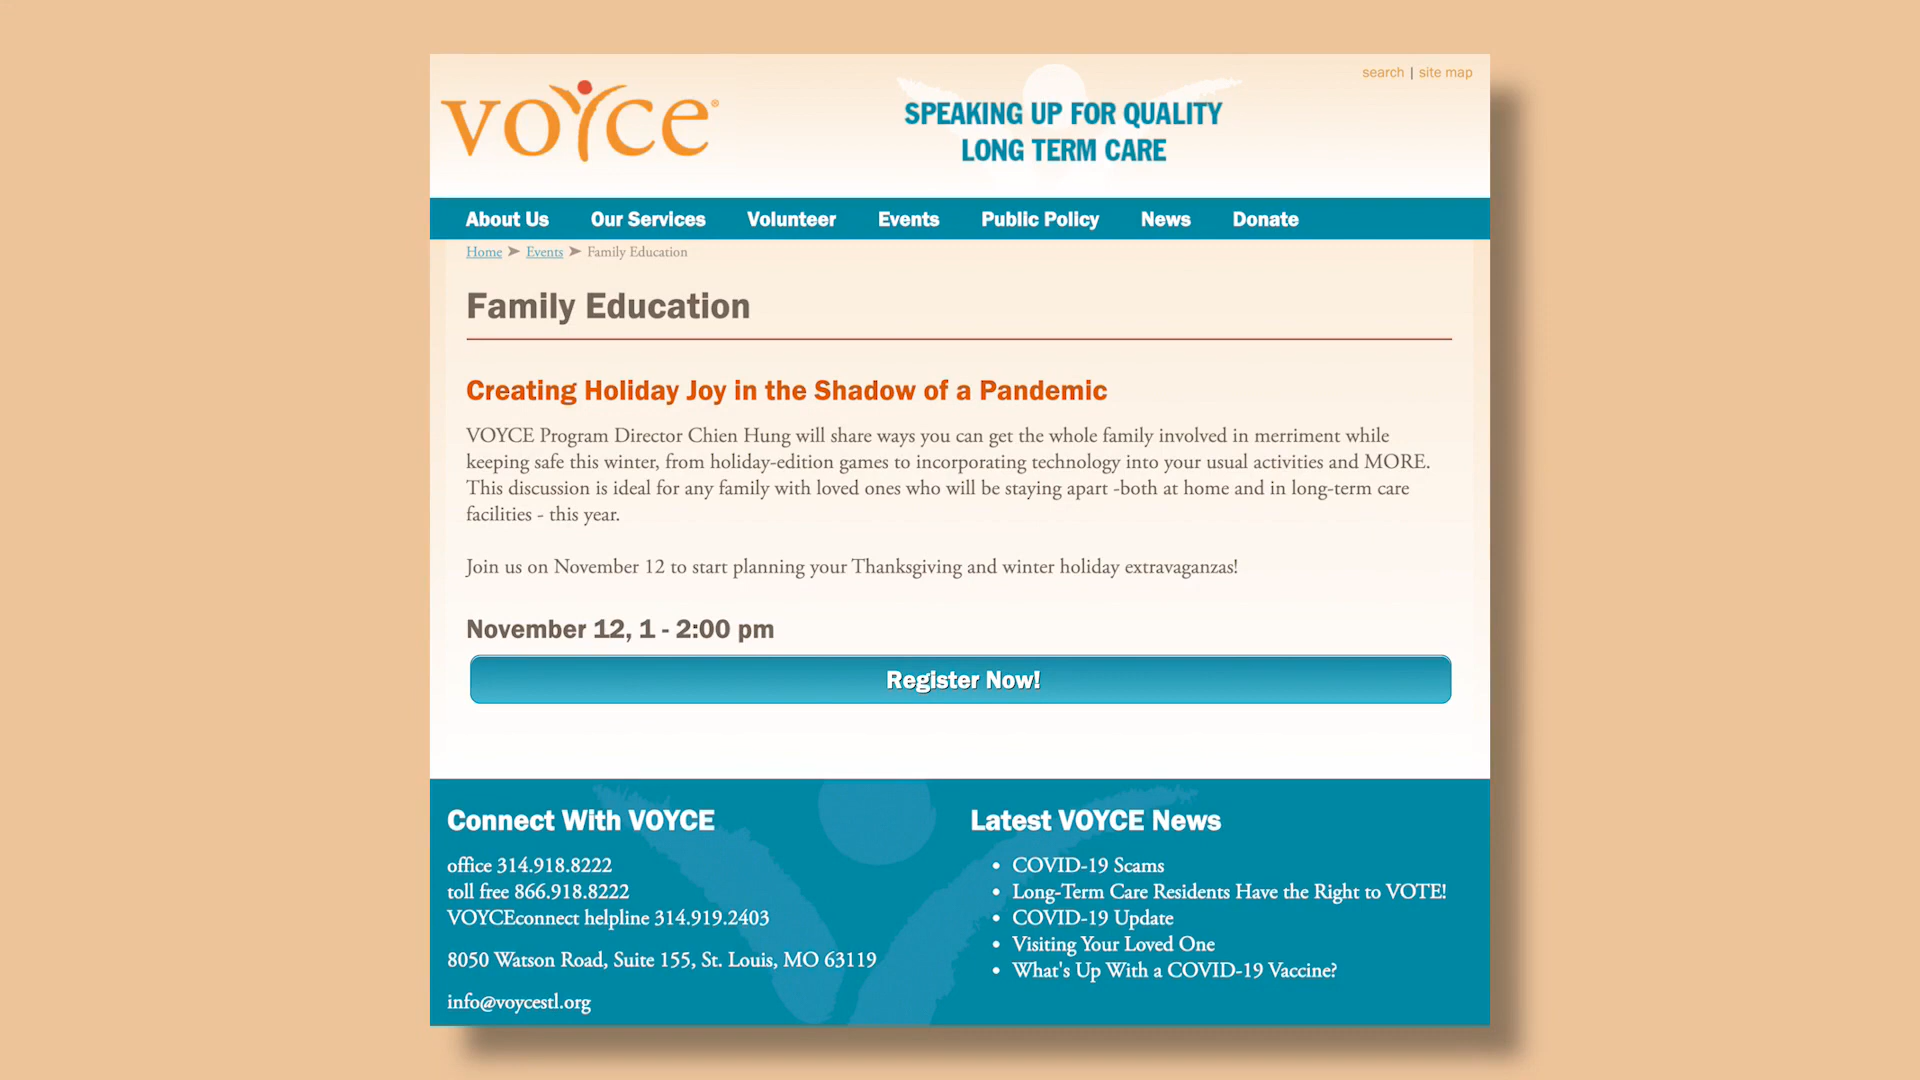 voyce®
SPEAKING UP FOR QUALITY
LONG TERM CARE
search | site map
About Us Our Services Volunteer Events Public Policy News Donate
Home ➤ Events ➤ Family Education
Family Education
Creating Holiday Joy in the Shadow of a Pandemic
VOYCE Program Director Chien Hung will share ways you can get the whole family involved in merriment while
keeping safe this winter, from holiday-edition games to incorporating technology into your usual activities and MORE.
This discussion is ideal for any family with loved ones who will be staying apart -both at home and in long-term care
facilities - this year.
Join us on November 12 to start planning your Thanksgiving and winter holiday extravaganzas!
November 12, 1 - 2:00 pm
Register Now!
Connect With VOYCE
office 314.918.8222
toll free 866.918.8222
VOYCEconnect helpline 314.919.2403
8050 Watson Road, Suite 155, St. Louis, MO 63119
info@voycestl.org
Latest VOYCE News
• COVID-19 Scams
• Long-Term Care Residents Have the Right to VOTE!
• COVID-19 Update
• Visiting Your Loved One
• What's Up With a COVID-19 Vaccine?